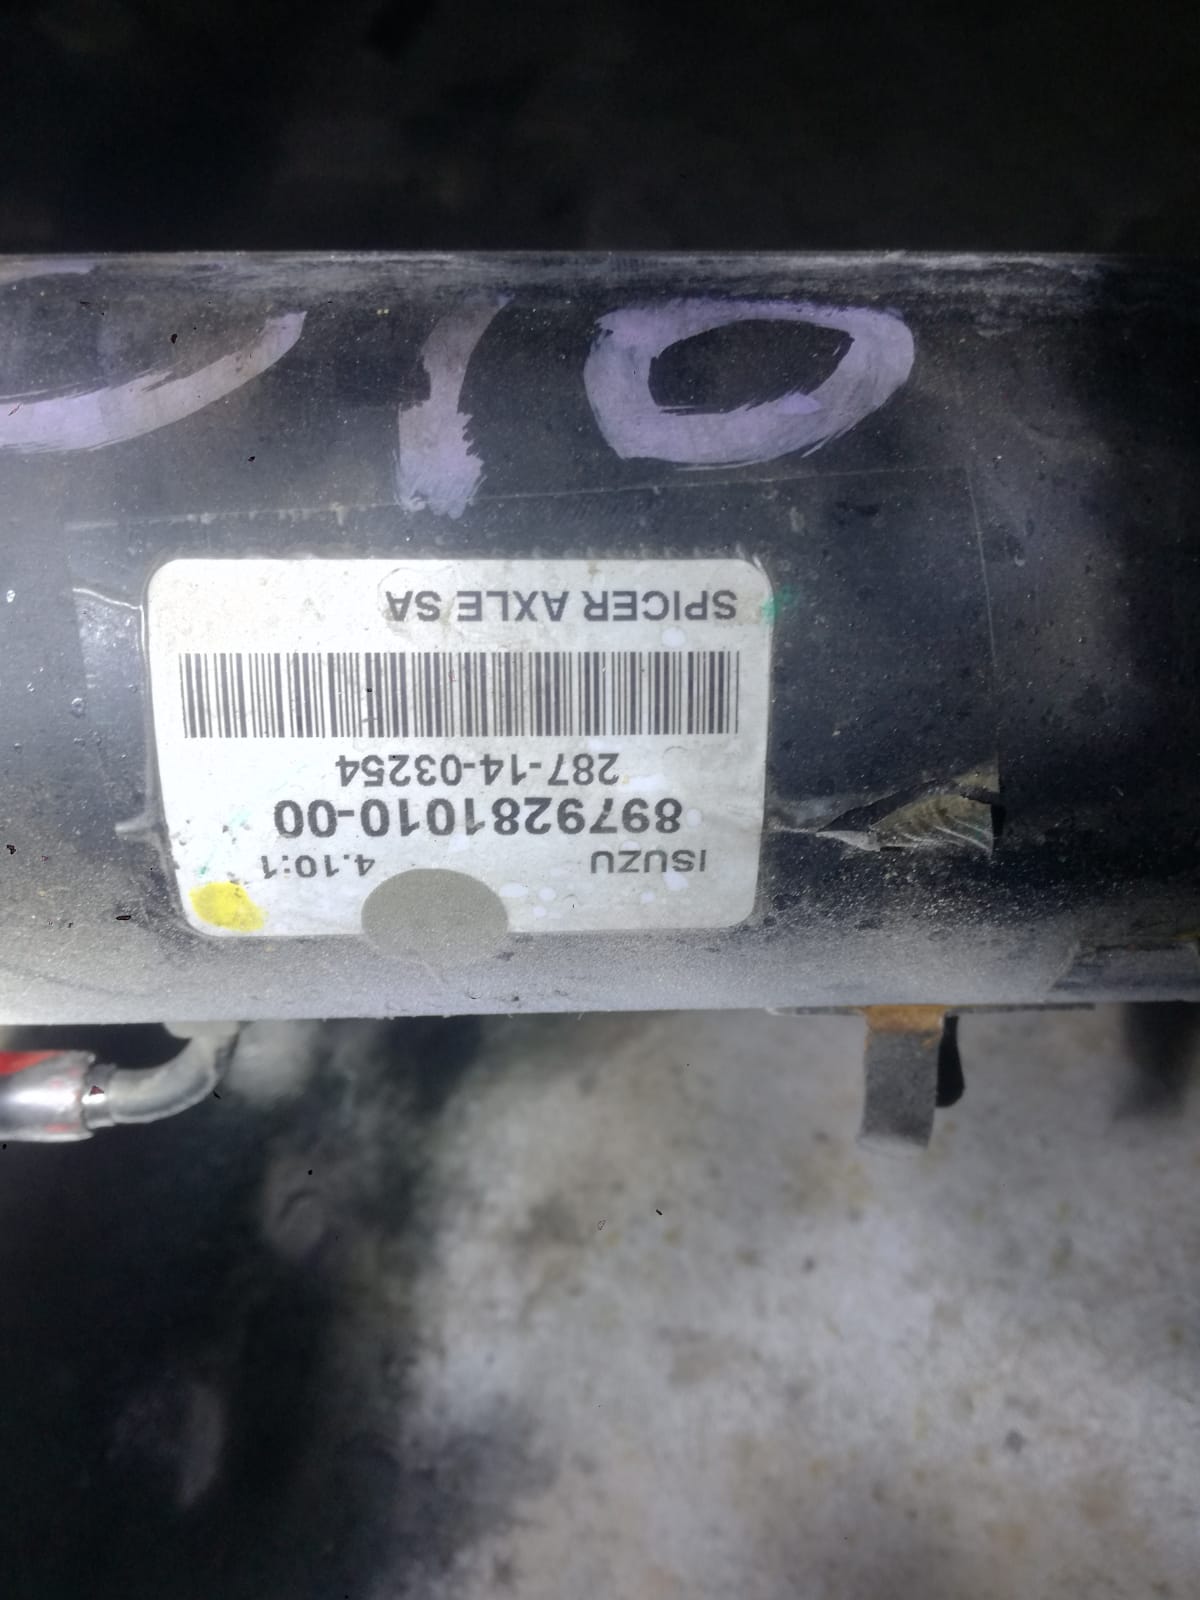 ISUZU 4.10:1
8979281010-00
287-14-03254
SPICER AXLE SA